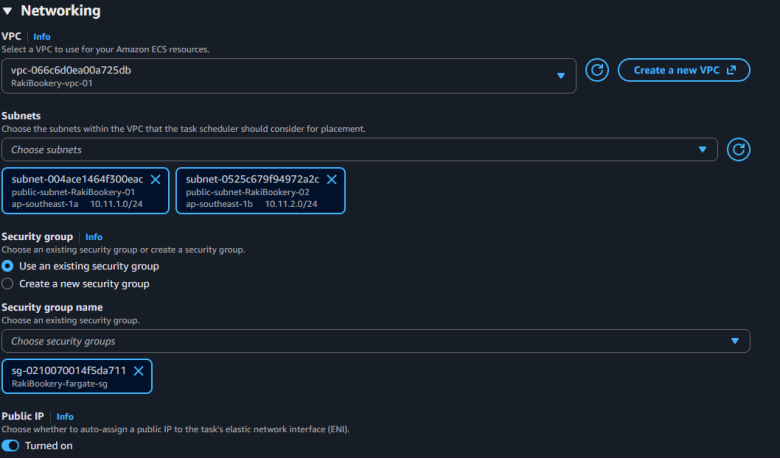 Networking
VPC Info
Select a VPC to use for your Amazon ECS resources.
vpc-066c6d0ea00a725db
RakiBookery-vpc-01
Create a new VPC
Subnets
Choose the subnets within the VPC that the task scheduler should consider for placement.
Choose subnets
subnet-004ace1464f300eac
public-subnet-RakiBookery-01
ap-southeast-1a 10.11.1.0/24
subnet-0525c679f94972a2c
public-subnet-RakiBookery-02
ap-southeast-1b 10.11.2.0/24
Security group Info
Choose an existing security group or create a security group.
Use an existing security group
Create a new security group
Security group name
Choose an existing security group.
Choose security groups
sg-0210070014f5da711
RakiBookery-fargate-sg
Public IP Info
Choose whether to auto-assign a public IP to the task's elastic network interface (ENI).
Turned on